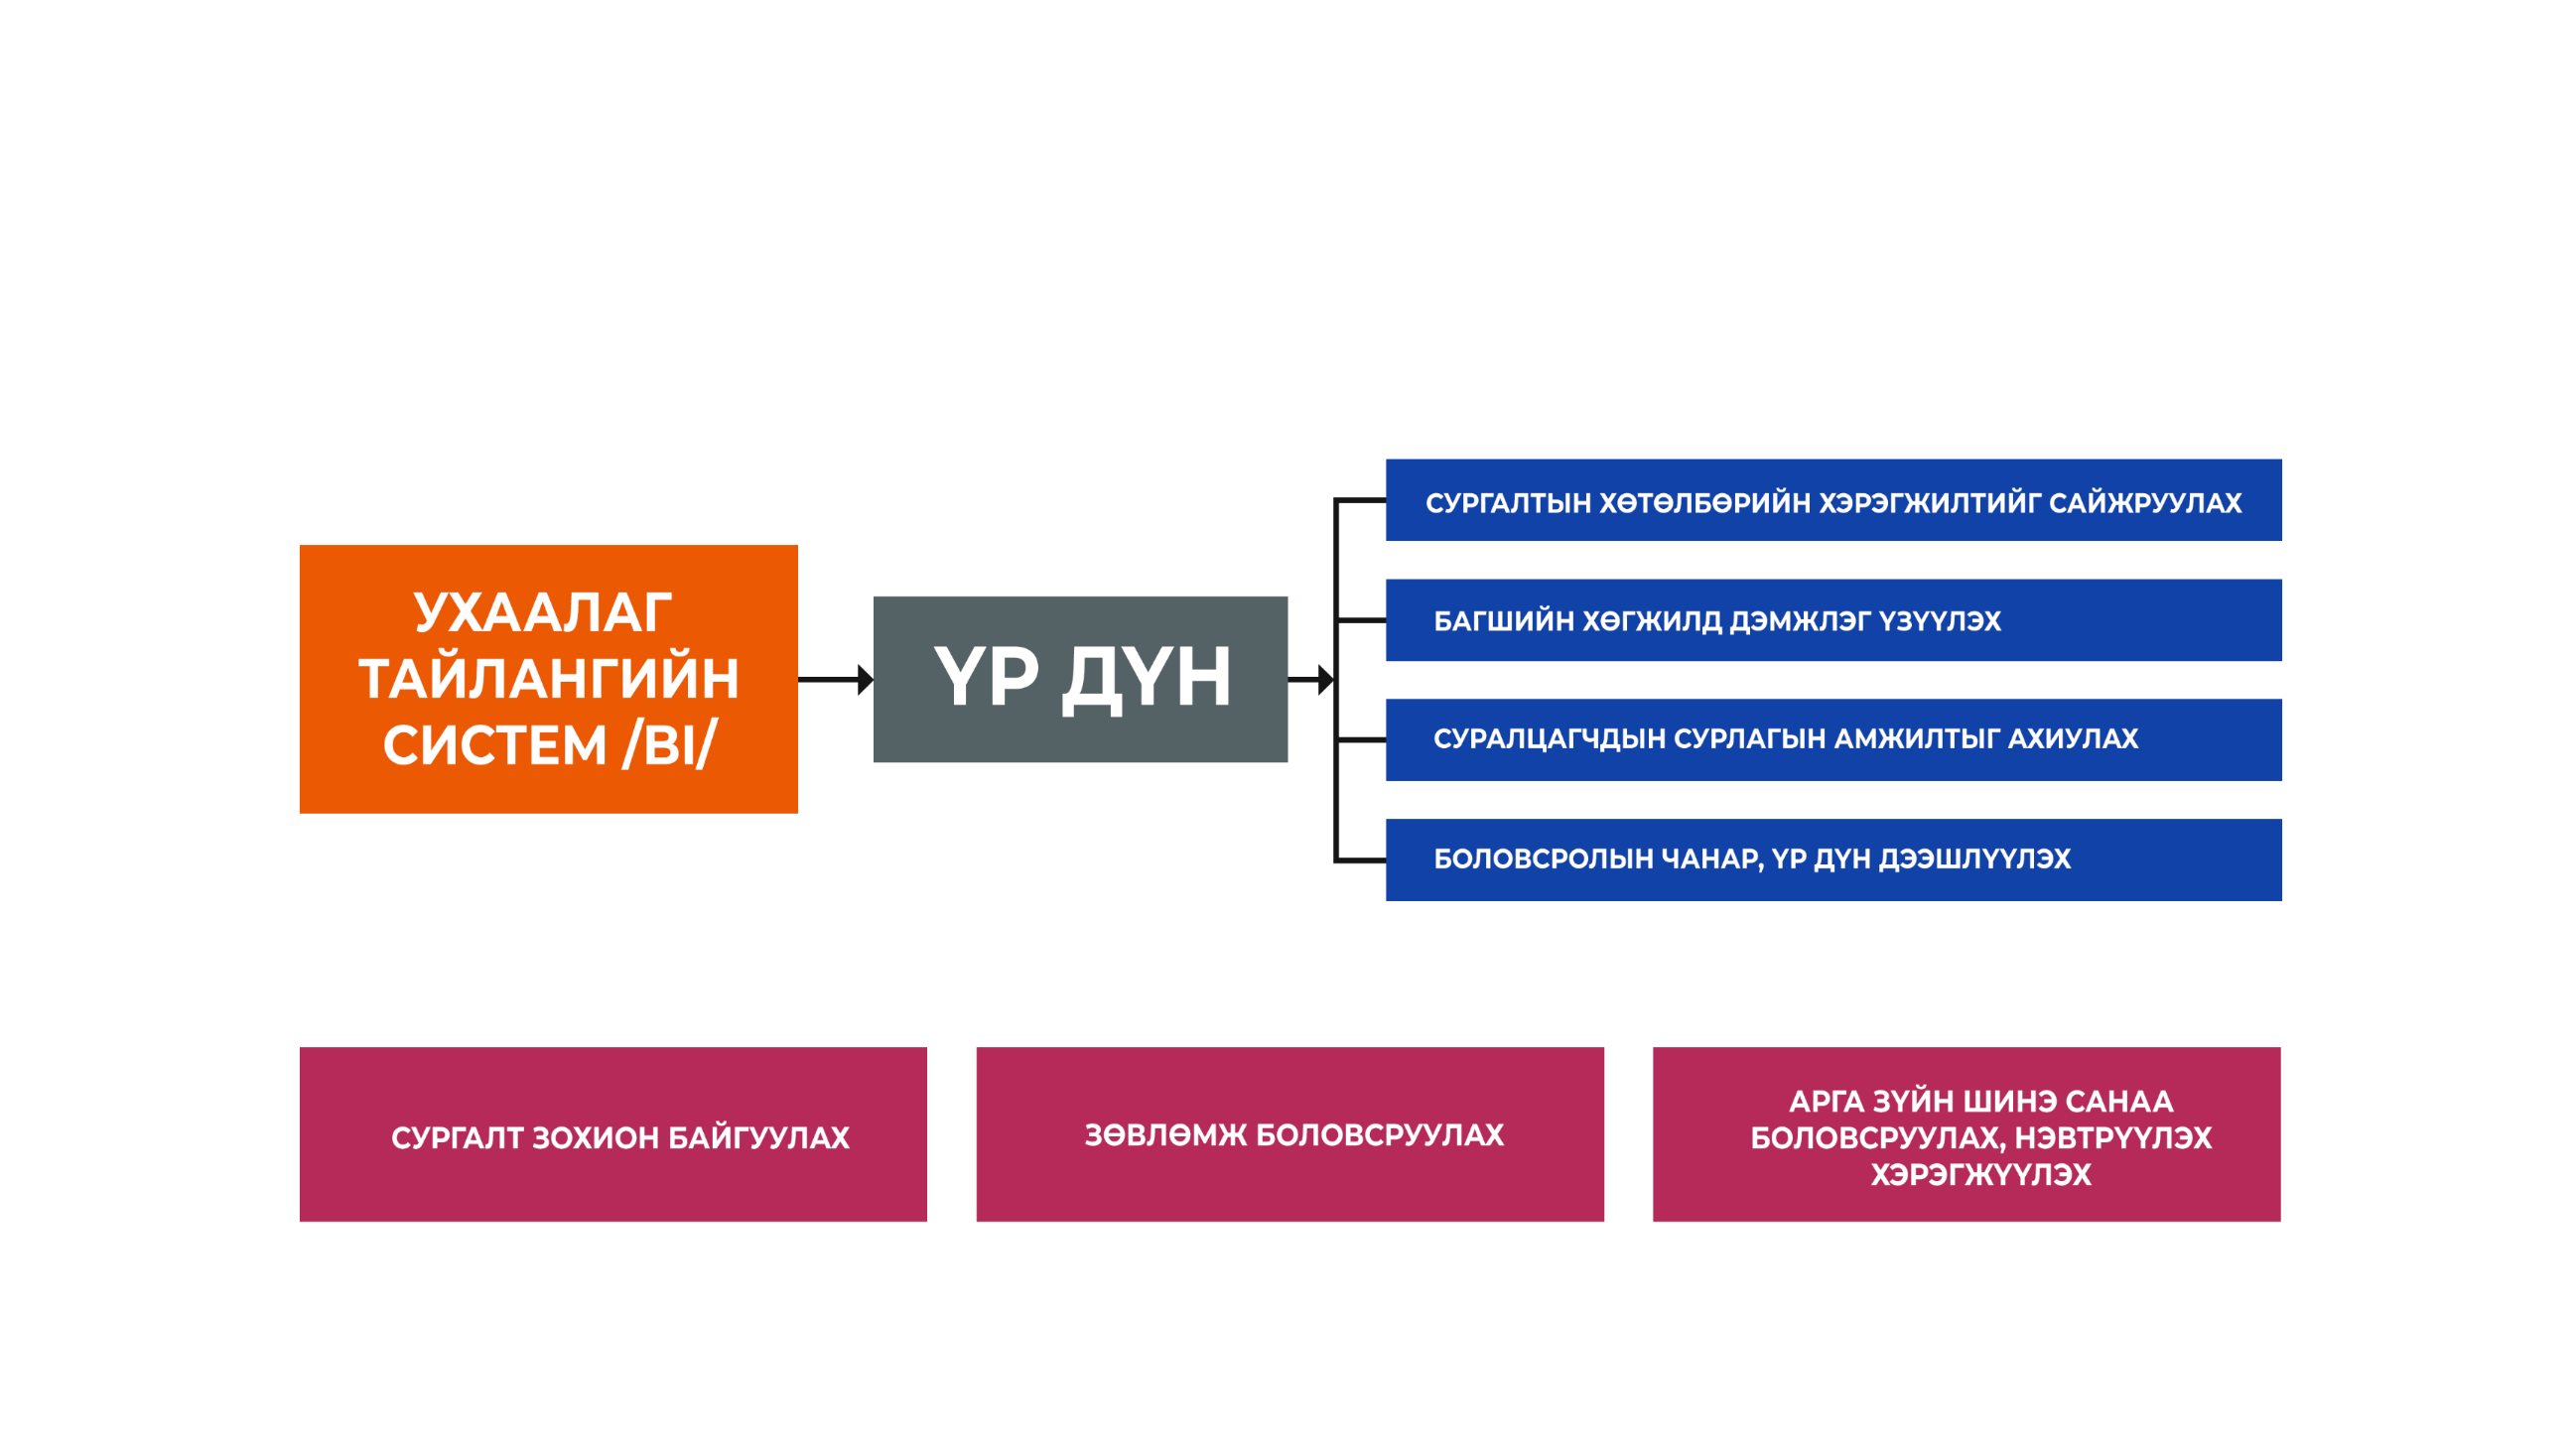 УХААЛАГ
ТАЙЛАНГИЙН
СИСТЕМ /BI/
ҮР ДҮН
СУРГАЛТЫН ХӨТӨЛБӨРИЙН ХЭРЭГЖИЛТИЙГ САЙЖРУУЛАХ
БАГШИЙН ХӨГЖИЛД ДЭМЖЛЭГ ҮЗҮҮЛЭХ
СУРАЛЦАГЧДЫН СУРЛАГЫН АМЖИЛТЫГ АХИУЛАХ
БОЛОВСРОЛЫН ЧАНАР, ҮР ДҮН ДЭЭШЛҮҮЛЭХ
СУРГАЛТ ЗОХИОН БАЙГУУЛАХ
ЗӨВЛӨМЖ БОЛОВСРУУЛАХ
АРГА ЗҮЙН ШИНЭ САНАА
БОЛОВСРУУЛАХ, НЭВТРҮҮЛЭХ
ХЭРЭГЖҮҮЛЭХ